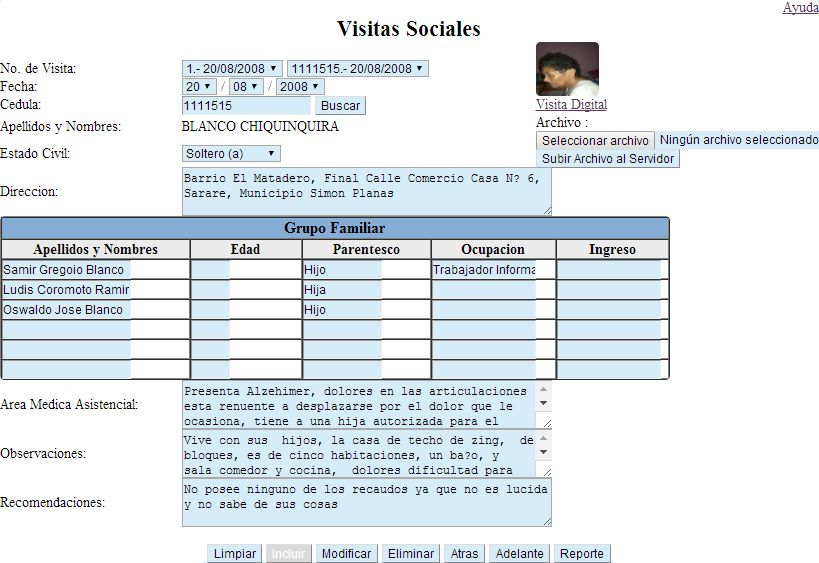 Ayuda
Visitas Sociales
No. de Visita: 1.- 20/08/2008 1111515.- 20/08/2008
Fecha: 20 / 08 / 2008
Cedula: 1111515 Buscar
Visita Digital
Apellidos y Nombres: BLANCO CHIQUINQUIRA
Archivo :
Seleccionar archivo Ningún archivo seleccionado
Estado Civil: Soltero (a)
Subir Archivo al Servidor
Direccion: Barrio El Matadero, Final Calle Comercio Casa N? 6,
Sarare, Municipio Simon Planas
Grupo Familiar
Apellidos y Nombres Edad Parentesco Ocupacion Ingreso
Samir Gregoio Blanco Hijo Trabajador Informa
Ludis Coromoto Ramir Hija
Oswaldo Jose Blanco Hijo
Area Medica Asistencial: Presenta Alzehimer, dolores en las articulaciones
esta renuente a desplazarse por el dolor que le
ocasiona, tiene a una hija autorizada para el
Observaciones: Vive con sus hijos, la casa de techo de zing, de
bloques, es de cinco habitaciones, un ba?o, y
sala comedor y cocina, dolores dificultad para
Recomendaciones: No posee ninguno de los recaudos ya que no es lucida
y no sabe de sus cosas
Limpiar Incluir Modificar Eliminar Atras Adelante Reporte